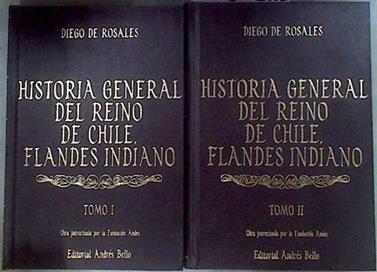 DIEGO DE ROSALES
HISTORIA GENERAL
DEL REINO
DE CHILE,
FLANDES INDIANO
TOMO I
Obra patrocinada por la Fundación Andes
Editorial Andrés Bello
DIEGO DE ROSALES
HISTORIA GENERAL
DEL REINO
DE CHILE,
FLANDES INDIANO
TOMO II
Obra patrocinada por la Fundación Andes
Editorial Andrés Bello